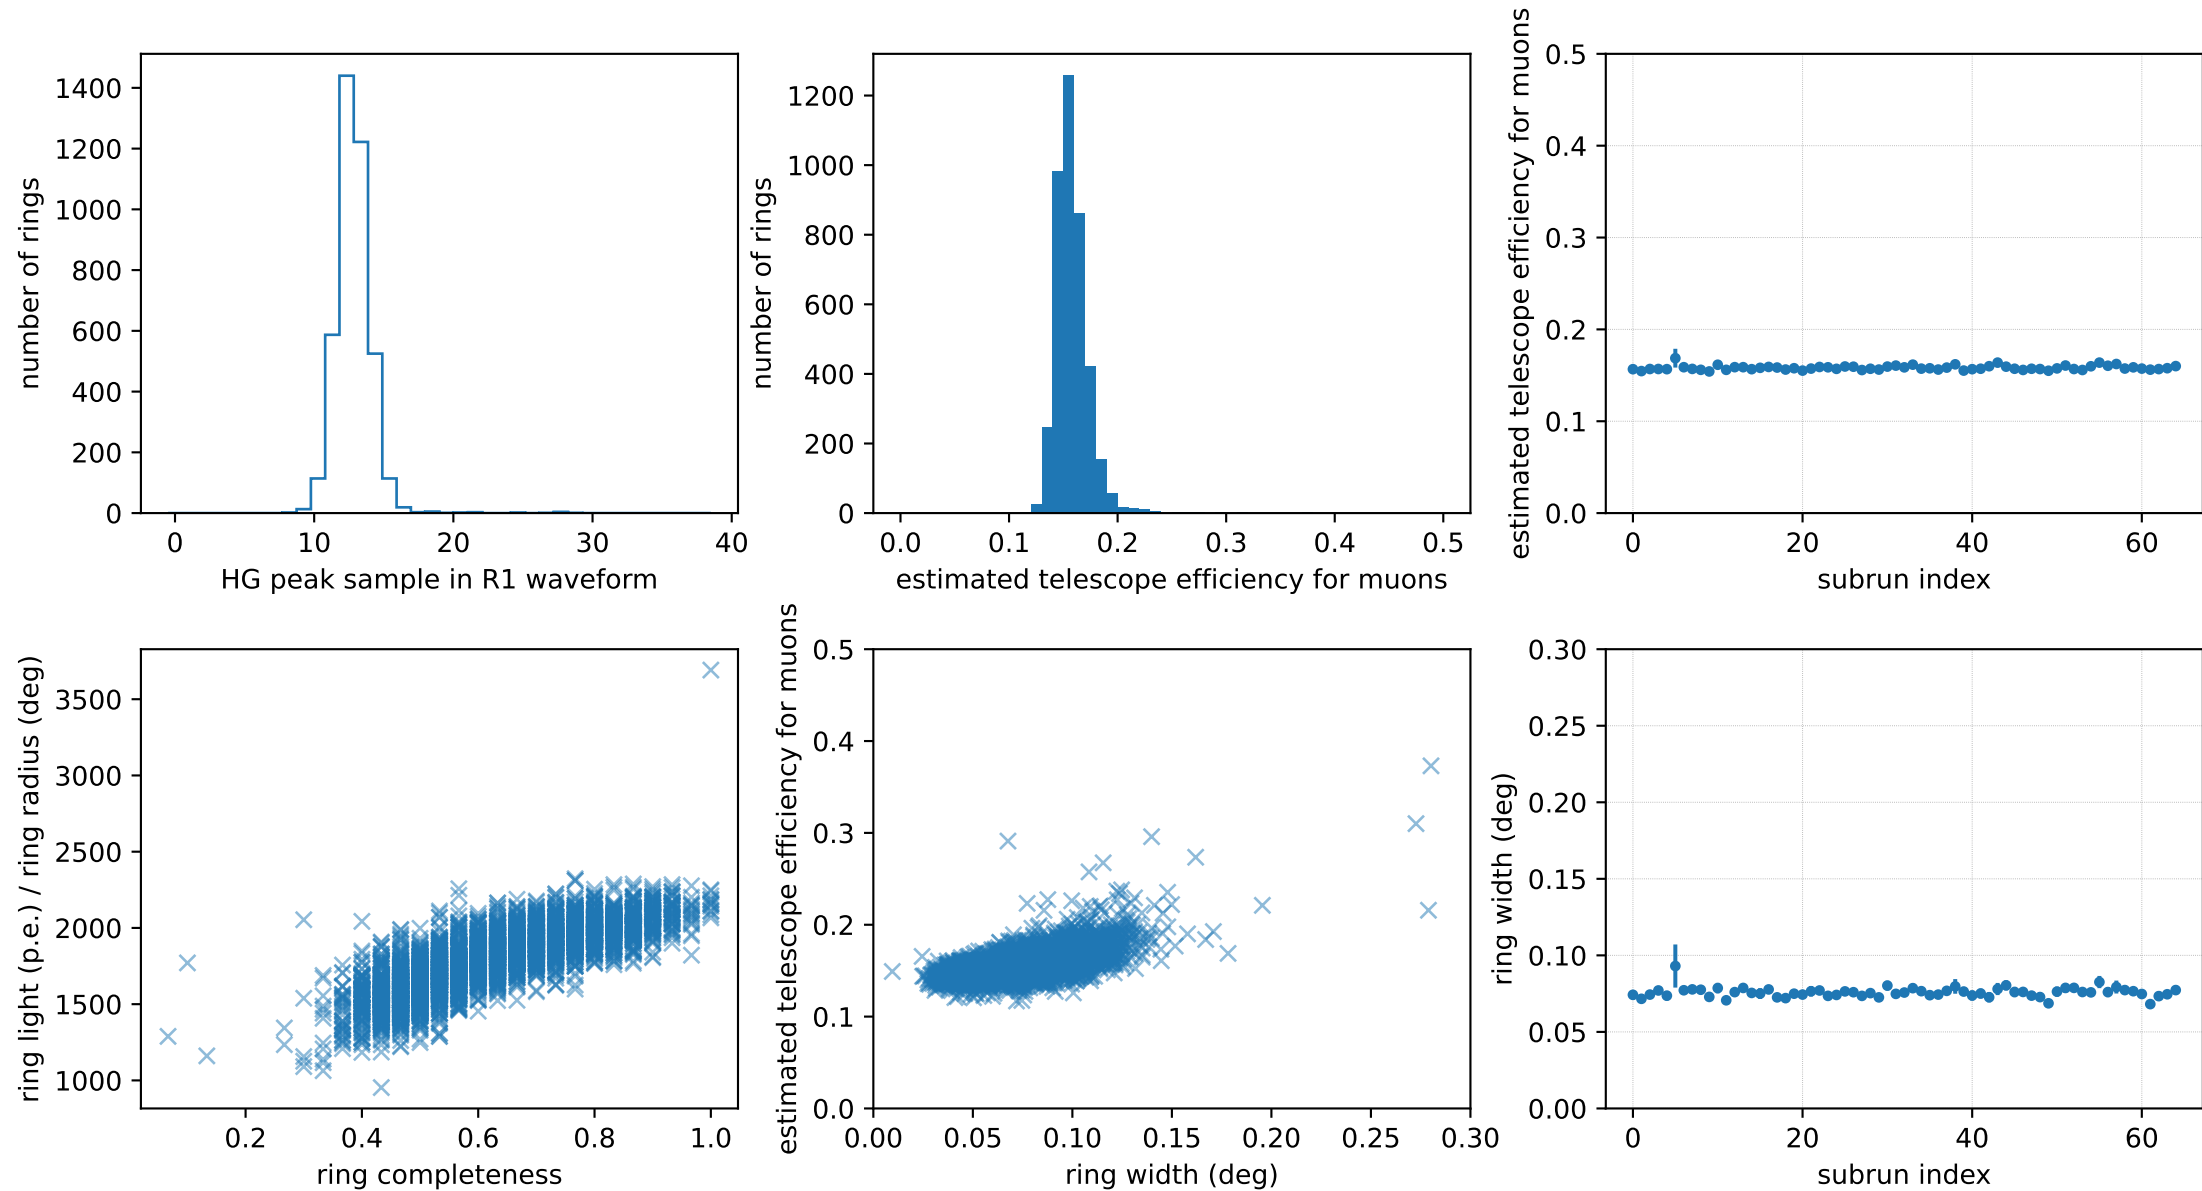 number of rings
1400
1200
1000
800
600
400
200
0
0 10 20 30 40
HG peak sample in R1 waveform
number of rings
1200
1000
800
600
400
200
0
0.0 0.1 0.2 0.3 0.4 0.5
estimated telescope efficiency for muons
estimated telescope efficiency for muons
0.5
0.4
0.3
0.2
0.1
0.0
0 20 40 60
subrun index
ring light (p.e.) / ring radius (deg)
3500
3000
2500
2000
1500
1000
0.2 0.4 0.6 0.8 1.0
ring completeness
estimated telescope efficiency for muons
0.5
0.4
0.3
0.2
0.1
0.0
0.00 0.05 0.10 0.15 0.20 0.25 0.30
ring width (deg)
ring width (deg)
0.30
0.25
0.20
0.15
0.10
0.05
0.00
0 20 40 60
subrun index